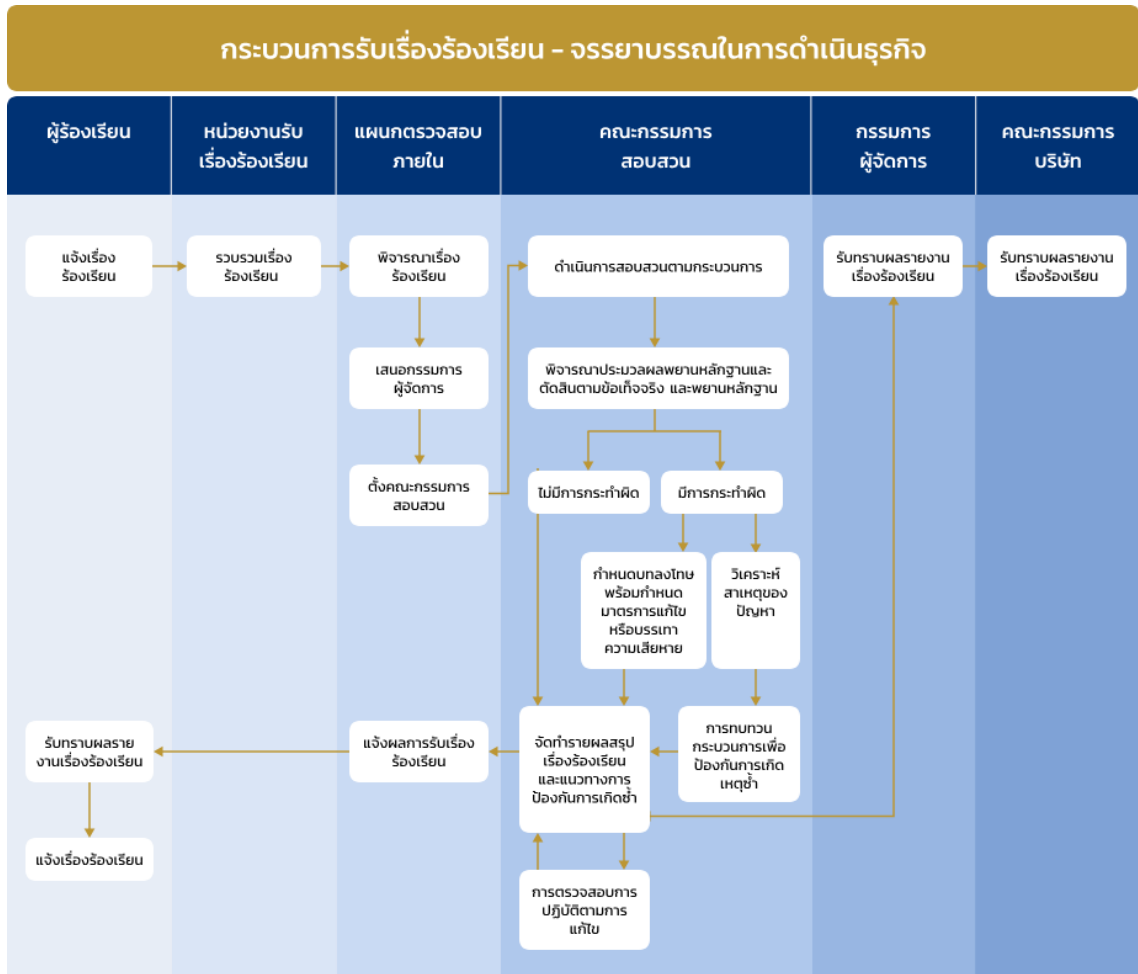 กระบวนการรับเรื่องร้องเรียน - จรรยาบรรณในการดำเนินธุรกิจ
ผู้ร้องเรียน
หน่วยงานรับ
เรื่องร้องเรียน
แผนกตรวจสอบ
ภายใน
คณะกรรมการ
สอบสวน
กรรมการ
ผู้จัดการ
คณะกรรมการ
บริษัท
แจ้งเรื่อง
ร้องเรียน
รวบรวมเรื่อง
ร้องเรียน
พิจารณาเรื่อง
ร้องเรียน
ดำเนินการสอบสวนตามกระบวนการ
รับทราบผลรายงาน
เรื่องร้องเรียน
รับทราบผลรายงาน
เรื่องร้องเรียน
เสนอกรรมการ
ผู้จัดการ
พิจารณาประมวลผลพยานหลักฐานและ
ตัดสินตามข้อเท็จจริง และพยานหลักฐาน
ตั้งคณะกรรมการ
สอบสวน
ไม่มีการกระทำผิด
มีการกระทำผิด
กำหนดบทลงโทษ
พร้อมกำหนด
มาตรการแก้ไข
หรือบรรเทา
ความเสียหาย
วิเคราะห์
สาเหตุของ
ปัญหา
รับทราบผลราย
งานเรื่องร้องเรียน
แจ้งผลการรับเรื่อง
ร้องเรียน
จัดทำรายผลสรุป
เรื่องร้องเรียน
และแนวทางการ
ป้องกันการเกิดซ้ำ
การทบทวน
กระบวนการเพื่อ
ป้องกันการเกิด
เหตุซ้ำ
แจ้งเรื่องร้องเรียน
การตรวจสอบการ
ปฏิบัติตามการ
แก้ไข